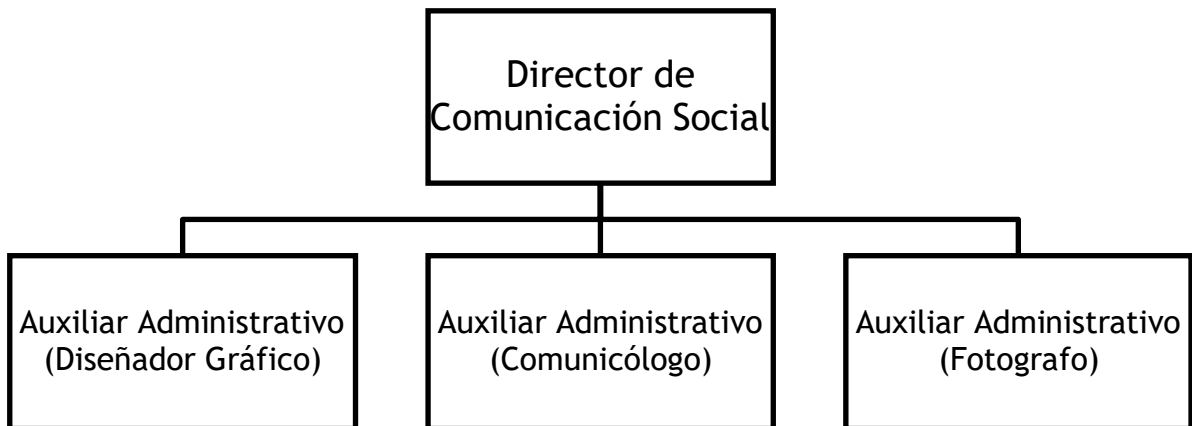 Director de
Comunicación Social
Auxiliar Administrativo
(Diseñador Gráfico)
Auxiliar Administrativo
(Comunicólogo)
Auxiliar Administrativo
(Fotografo)